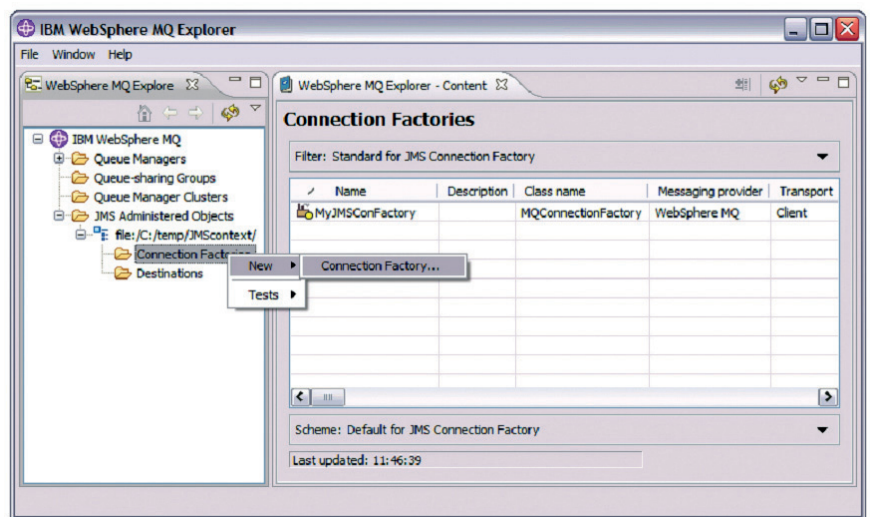 IBM WebSphere MQ Explorer
File Window Help
WebSphere MQ Explore
IBM WebSphere MQ
Queue Managers
Queue-sharing Groups
Queue Manager Clusters
JMS Administered Objects
file:/C:/temp/JMScontext/
Connection Factories
Destinations
New
Tests
Connection Factory...
WebSphere MQ Explorer - Content
Connection Factories
Filter: Standard for JMS Connection Factory
Name Description Class name Messaging provider Transport
MyJMSConFactory MQConnectionFactory WebSphere MQ Client
Scheme: Default for JMS Connection Factory
Last updated: 11:46:39